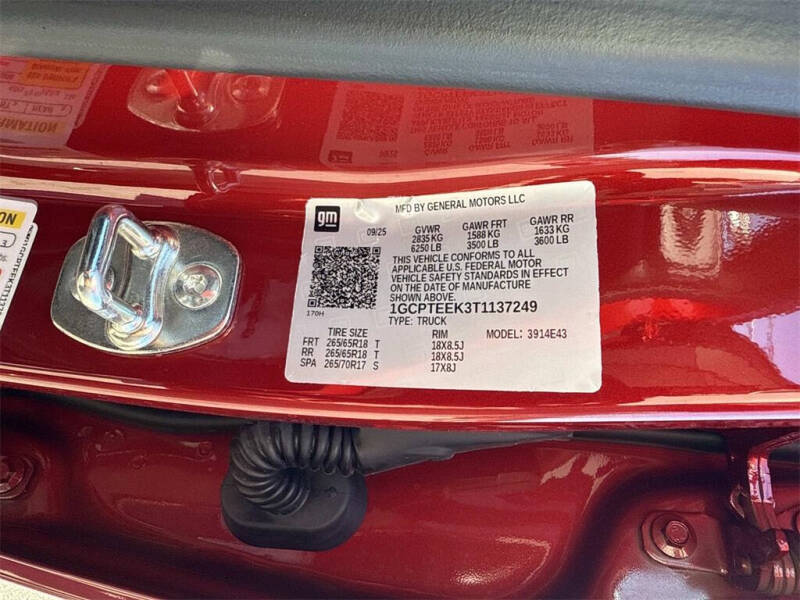 gm
MFD BY GENERAL MOTORS LLC
09/25
GVWR GAWR FRT GAWR RR
2835 KG 1588 KG 1633 KG
6250 LB 3500 LB 3600 LB
THIS VEHICLE CONFORMS TO ALL
APPLICABLE U.S. FEDERAL MOTOR
VEHICLE SAFETY STANDARDS IN EFFECT
ON THE DATE OF MANUFACTURE
SHOWN ABOVE.
170H
1GCPTEEK3T1137249
TYPE: TRUCK
TIRE SIZE RIM MODEL: 3914E43
FRT 265/65R18 T 18X8.5J
RR 265/65R18 T 18X8.5J
SPA 265/70R17 S 17X8J